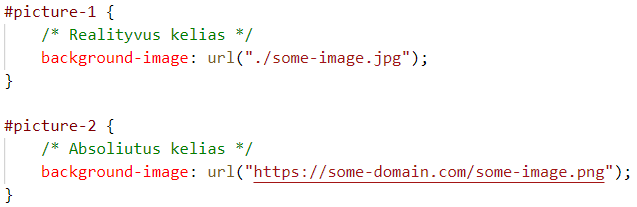 #picture-1 {
/* Realityvus kelias */
background-image: url("./some-image.jpg");
}
#picture-2 {
/* Absoliutus kelias */
background-image: url("https://some-domain.com/some-image.png");
}